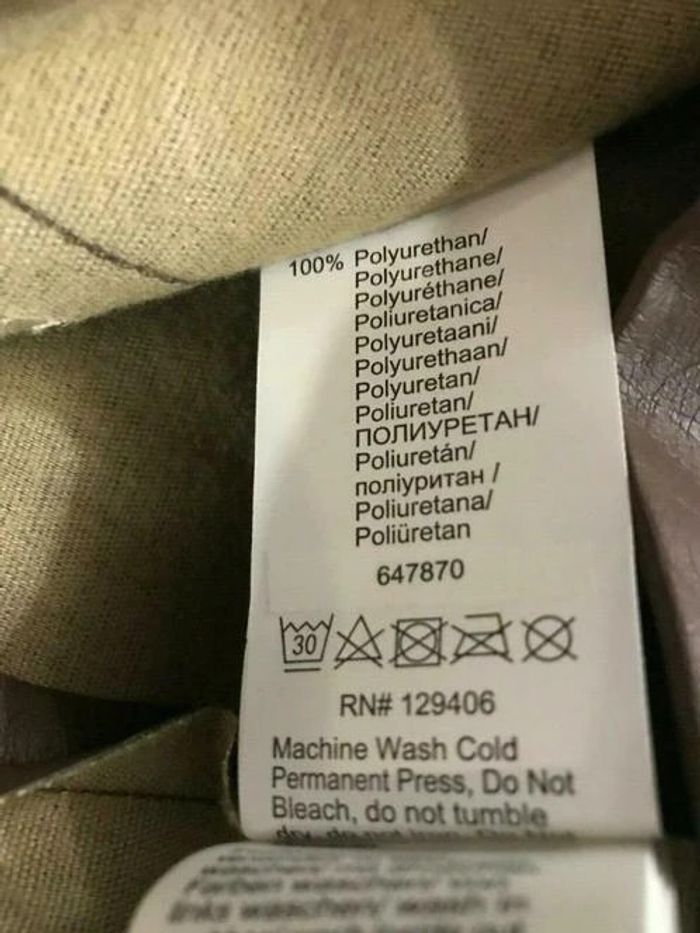 100% Polyurethan/
Polyurethane/
Polyuréthane/
Poliuretanica/
Polyuretaani/
Polyurethaan/
Polyuretan/
Poliuretan/
ПОЛИУРЕТАН/
Poliuretán/
поліуритан /
Poliuretana/
Poliüretan
647870
30
RN# 129406
Machine Wash Cold
Permanent Press, Do Not
Bleach, do not tumble